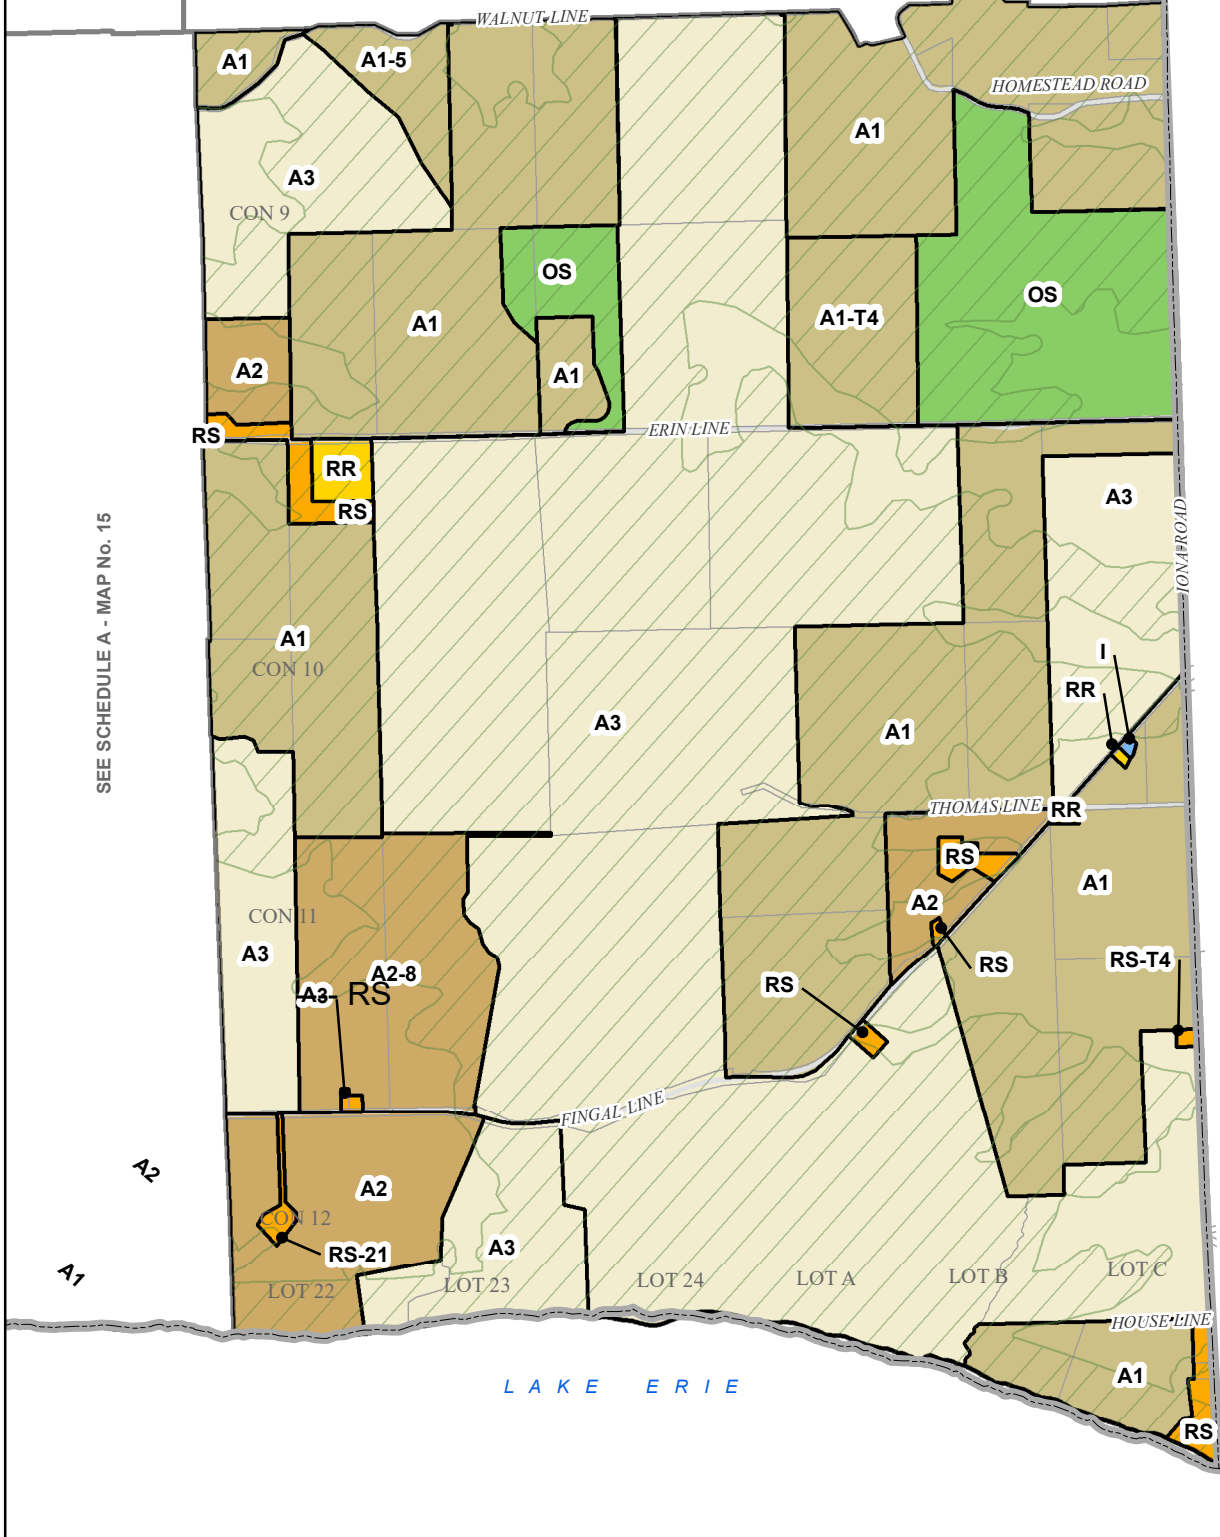 WALNUT LINE
A1
A1-5
HOMESTEAD ROAD
A1
A3
CON 9
OS
OS
A1
A1-T4
A2
A1
RS
ERIN LINE
RR
A3
RS
IONA ROAD
SEE SCHEDULE A - MAP No. 15
A1
I
CON 10
RR
A3
A1
THOMAS LINE
RR
RS
A1
A2
CON 11
A3
RS
RS-T4
A2-8
RS
A3
RS
FINGAL LINE
A2
A2
CON 12
A3
RS-21
A1
LOT 22
LOT 23
LOT 24
LOT A
LOT B
LOT C
HOUSE LINE
A1
LAKE ERIE
RS